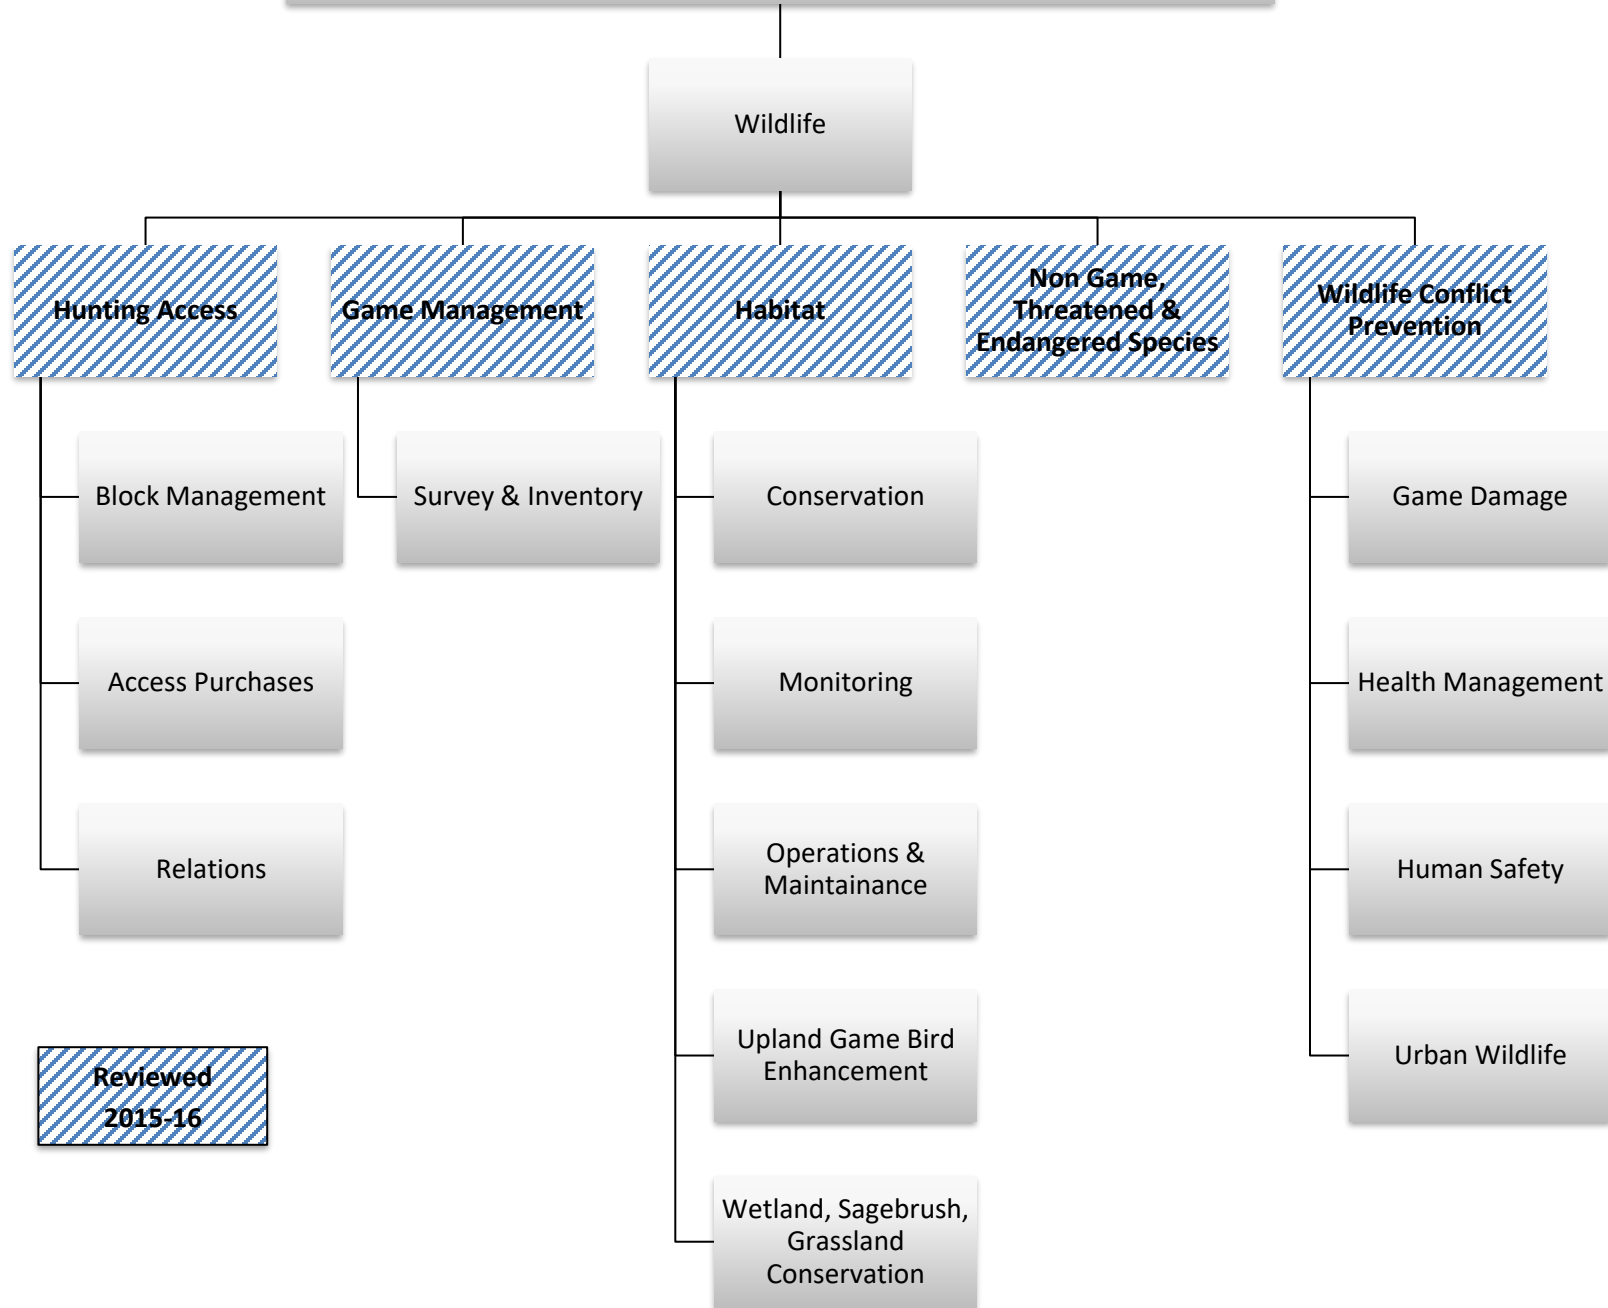 Wildlife
Hunting Access
Game Management
Habitat
Non Game,
Threatened &
Endangered Species
Wildlife Conflict
Prevention
Block Management
Survey & Inventory
Conservation
Game Damage
Access Purchases
Monitoring
Health Management
Relations
Operations &
Maintainance
Human Safety
Upland Game Bird
Enhancement
Urban Wildlife
Reviewed
2015-16
Wetland, Sagebrush,
Grassland
Conservation